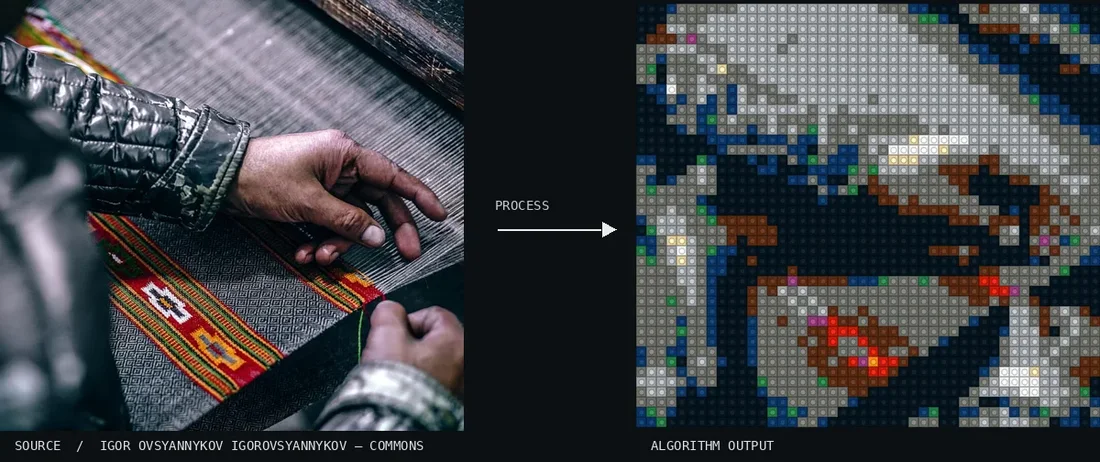 PROCESS
SOURCE / IGOR OVSYANNYKOV IGOROVSYANNYKOV — COMMONS
ALGORITHM OUTPUT